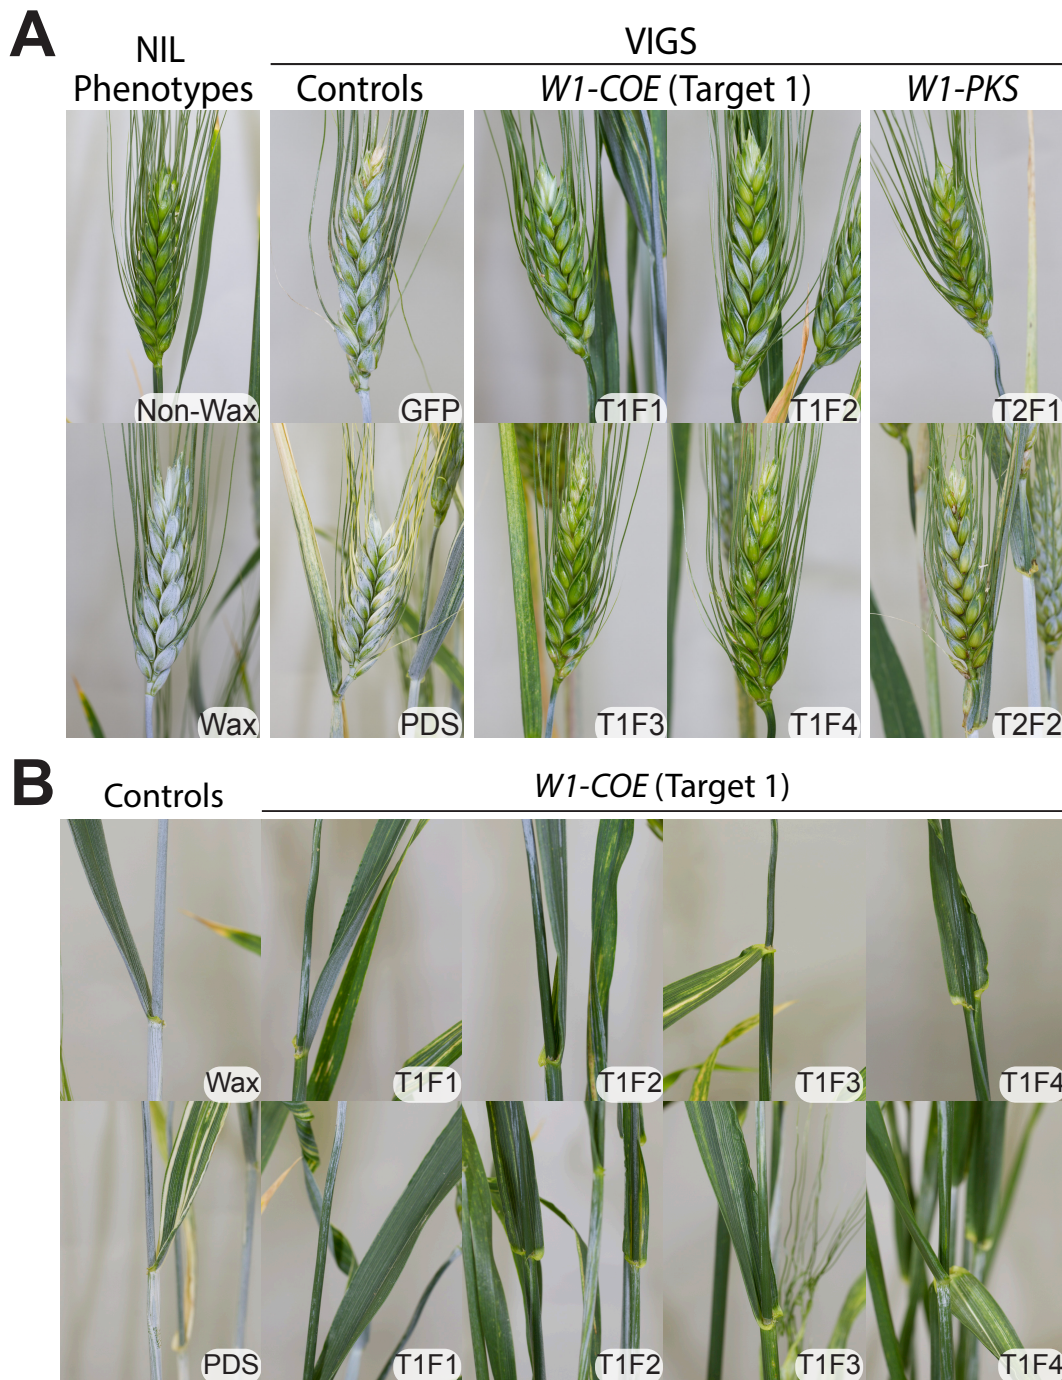 A
NIL
Phenotypes
VIGS
Controls
W1-COE (Target 1)
W1-PKS
Non-Wax
GFP
T1F1
T1F2
T2F1
Wax
PDS
T1F3
T1F4
T2F2
B
Controls
W1-COE (Target 1)
Wax
T1F1
T1F2
T1F3
T1F4
PDS
T1F1
T1F2
T1F3
T1F4